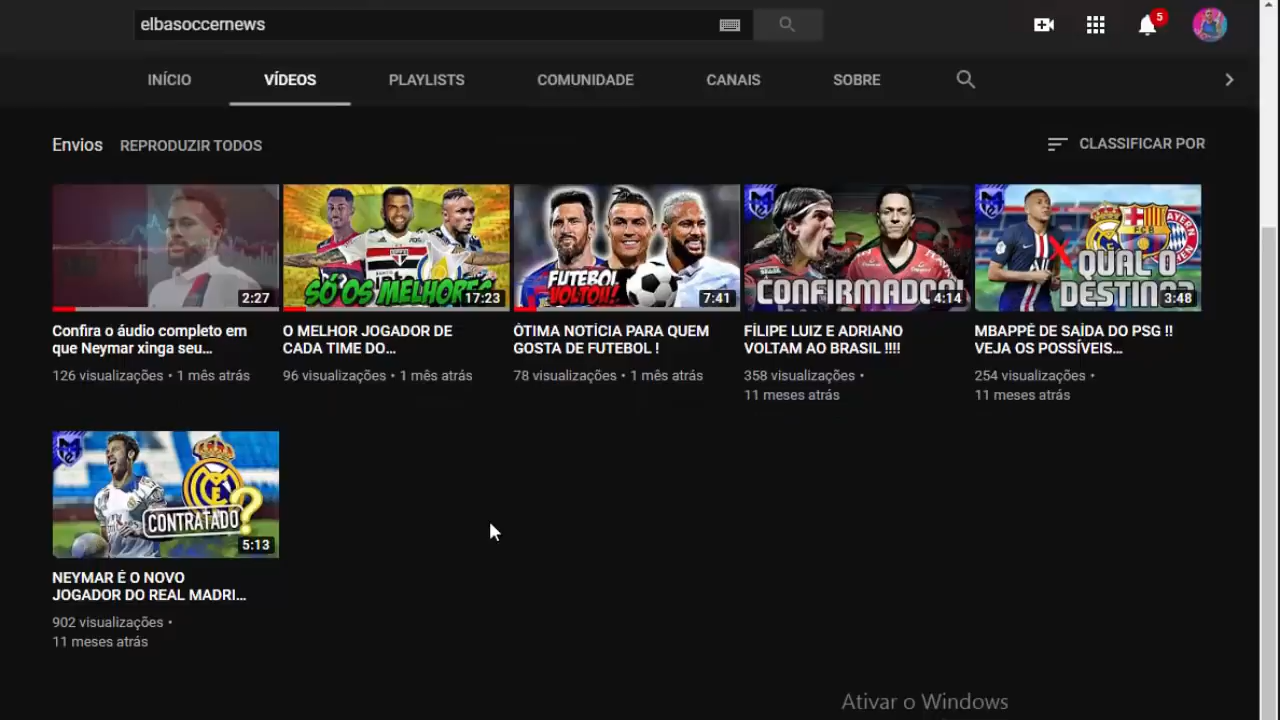 elbasoccernews
5
INÍCIO VÍDEOS PLAYLISTS COMUNIDADE CANAIS SOBRE
Envios REPRODUZIR TODOS CLASSIFICAR POR
SÓ OS MELHORES
FUTEBOL
VOLTOU!
CONFIRMADO!
QUAL O
DESTINO?
2:27 17:23 7:41 4:14 3:48
Confira o áudio completo em
que Neymar xinga seu...
126 visualizações • 1 mês atrás
O MELHOR JOGADOR DE
CADA TIME DO...
96 visualizações • 1 mês atrás
ÓTIMA NOTÍCIA PARA QUEM
GOSTA DE FUTEBOL !
78 visualizações • 1 mês atrás
FÍLIPE LUIZ E ADRIANO
VOLTAM AO BRASIL !!!!
358 visualizações •
11 meses atrás
MBAPPÉ DE SAÍDA DO PSG !!
VEJA OS POSSÍVEIS...
254 visualizações •
11 meses atrás
CONTRATADO?
5:13
NEYMAR É O NOVO
JOGADOR DO REAL MADRI...
902 visualizações •
11 meses atrás
Ativar o Windows